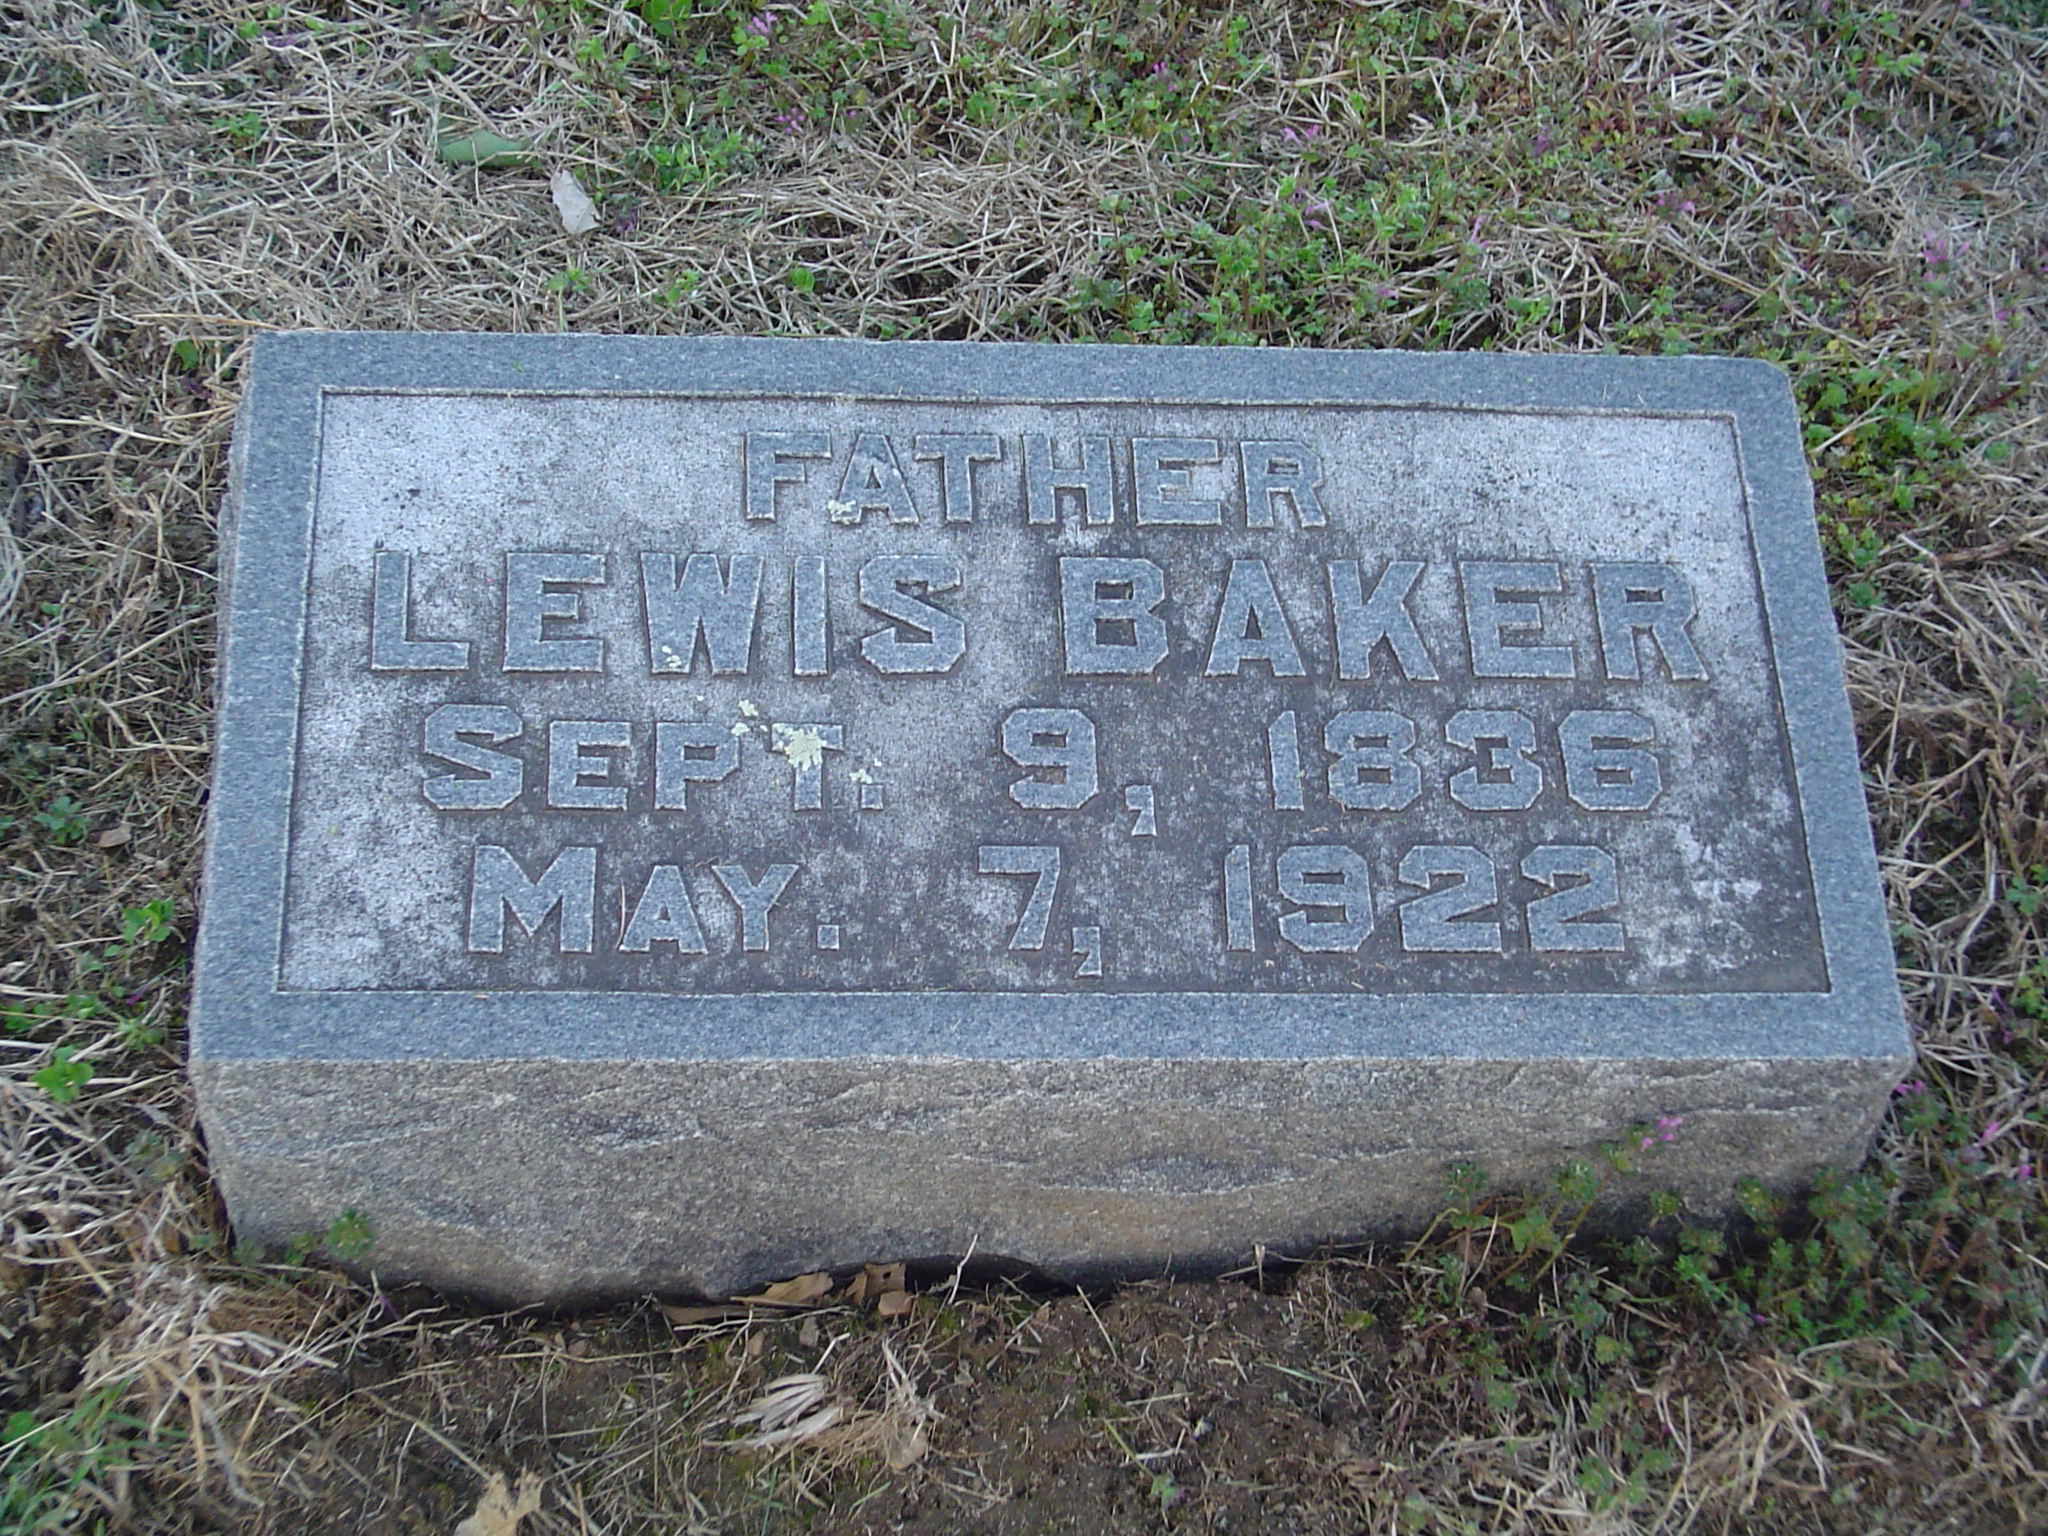 FATHER
LEWIS BAKER
SEPT. 9, 1836
MAY. 7, 1922